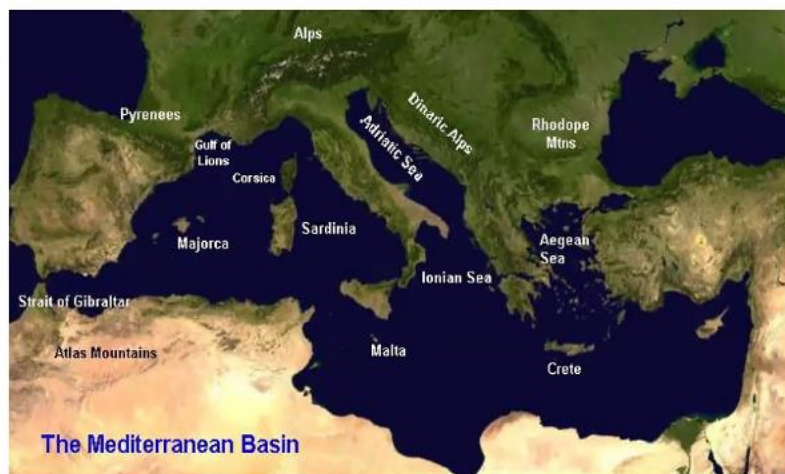 Alps
Pyrenees
Gulf of
Lions
Corsica
Adriatic Sea
Dinaric Alps
Rhodope
Mtns
Majorca
Sardinia
Ionian Sea
Aegean
Sea
Strait of Gibraltar
Atlas Mountains
Malta
Crete
The Mediterranean Basin